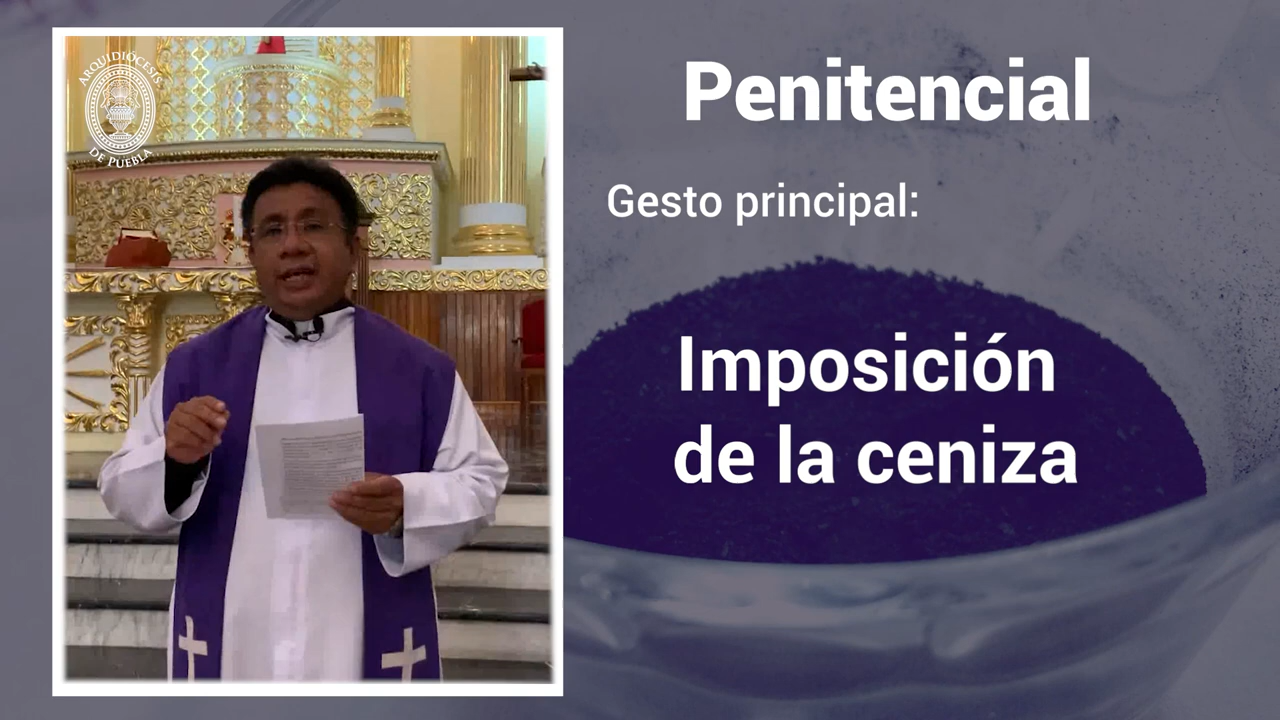 ARQUIDIÓCESIS
DE PUEBLA
Penitencial
Gesto principal:
Imposición
de la ceniza